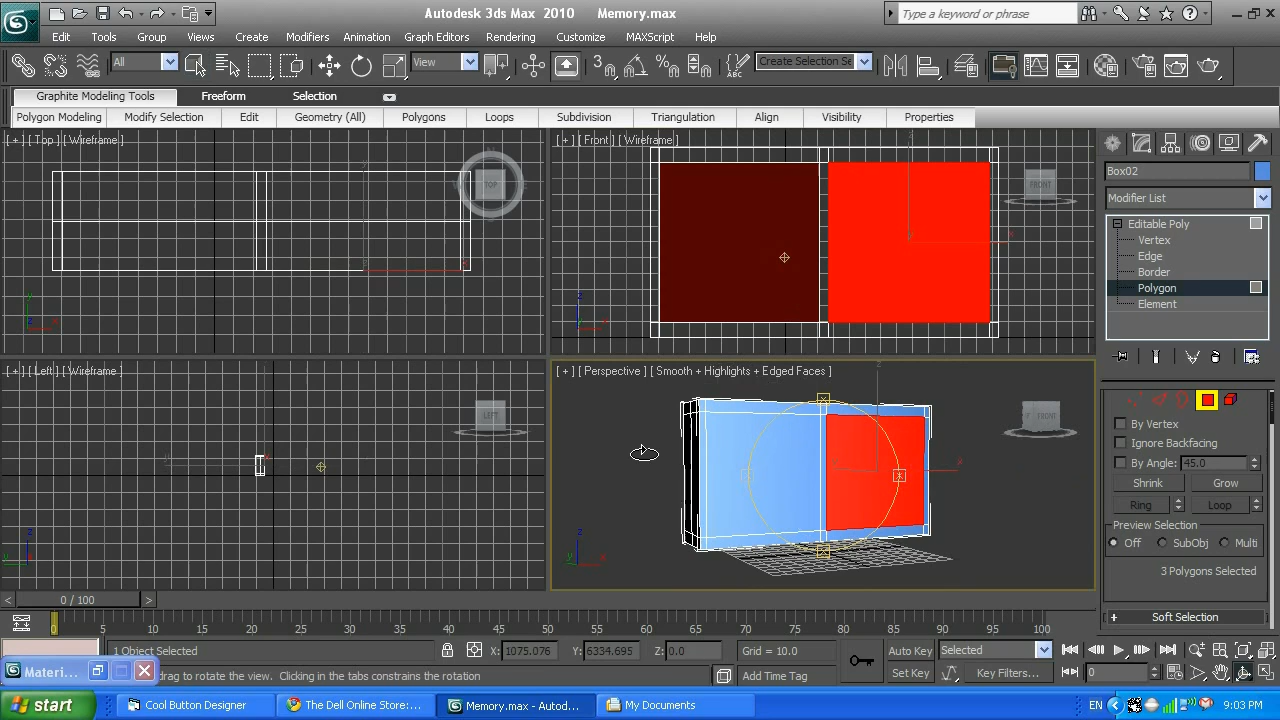 Autodesk 3ds Max 2010 Memory.max
Type a keyword or phrase
Edit Tools Group Views Create Modifiers Animation Graph Editors Rendering Customize MAXScript Help
All View 3 Create Selection Se
Graphite Modeling Tools Freeform Selection
Polygon Modeling Modify Selection Edit Geometry (All) Polygons Loops Subdivision Triangulation Align Visibility Properties
[ + ] [ Top ] [ Wireframe ]
TOP
[ + ] [ Front ] [ Wireframe ]
FRONT
[ + ] [ Left ] [ Wireframe ]
LEFT
[ + ] [ Perspective ] [ Smooth + Highlights + Edged Faces ]
FRONT
Box02
Modifier List
Editable Poly
Vertex
Edge
Border
Polygon
Element
By Vertex
Ignore Backfacing
By Angle: 45.0
Shrink Grow
Ring Loop
Preview Selection
Off SubObj Multi
3 Polygons Selected
+ Soft Selection
< 0 / 100 >
0 5 10 15 20 25 30 35 40 45 50 55 60 65 70 75 80 85 90 95 100
1 Object Selected X: 1075.076 Y: 6334.695 Z: 0.0 Grid = 10.0 Auto Key Selected
Materi...
drag to rotate the view. Clicking in the tabs constrains the rotation Add Time Tag Set Key Key Filters... 0
start Cool Button Designer The Dell Online Store:... Memory.max - Autod... My Documents EN 9:03 PM